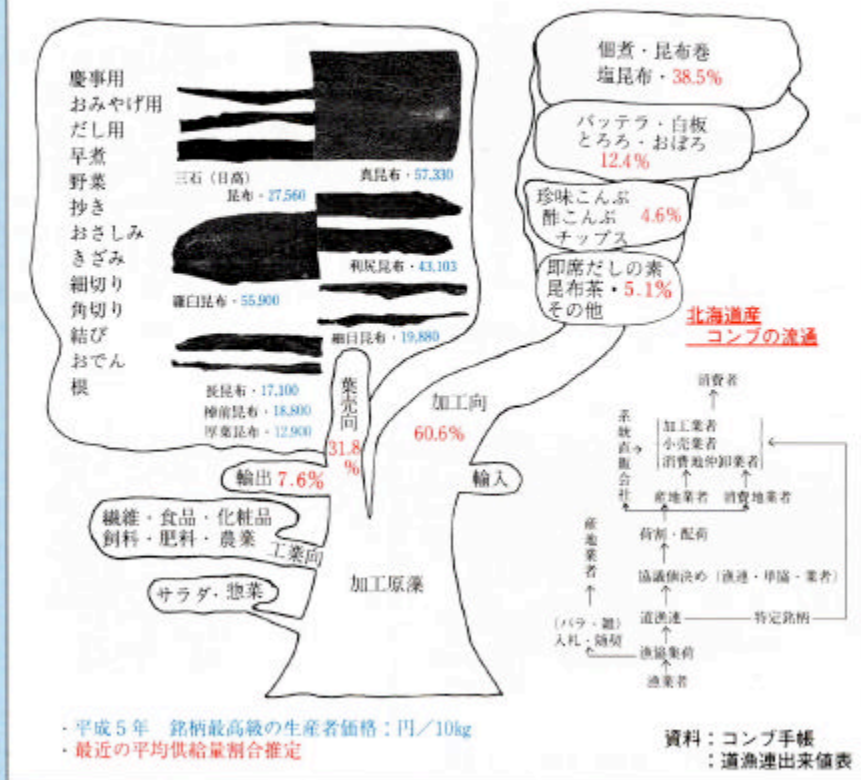 慶事用
おみやげ用
だし用
早煮
野菜
抄き
おさしみ
きざみ
細切り
角切り
結び
おでん
根
三石（日高）
昆布・27,560
真昆布・57,330
利尻昆布・43,103
羅臼昆布・55,900
細目昆布・19,880
長昆布・17,100
棹前昆布・18,800
厚葉昆布・12,900
佃煮・昆布巻
塩昆布・38.5%
バッテラ・白板
とろろ・おぼろ
12.4%
珍味こんぶ
酢こんぶ
チップス
4.6%
即席だしの素
昆布茶・5.1%
その他
葉売向
31.8
%
加工向
60.6%
輸出 7.6%
輸入
繊維・食品・化粧品
飼料・肥料・農業
工業向
サラダ・惣菜
加工原藻
北海道産
コンブの流通
消費者
系統直販会社
加工業者
小売業者
消費地仲卸業者
産地業者
消費地業者
荷割・配荷
産地業者
協議値決め（漁連・単協・業者）
（バラ・雑）
入札・随契
道漁連
特定銘柄
漁協集荷
漁業者
・平成5年 銘柄最高級の生産者価格：円／10kg
・最近の平均供給量割合推定
資料：コンブ手帳
：道漁連出来値表